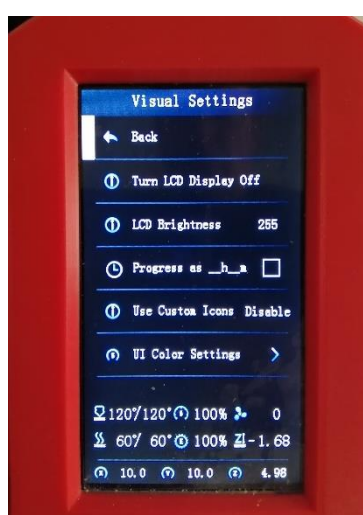 Visual Settings
Back
Turn LCD Display Off
LCD Brightness 255
Progress as __h__m
Use Custom Icons Disable
UI Color Settings >
120°/120° 100% 0
60°/ 60° 100% Z -1.68
X 10.0 Y 10.0 Z 4.98